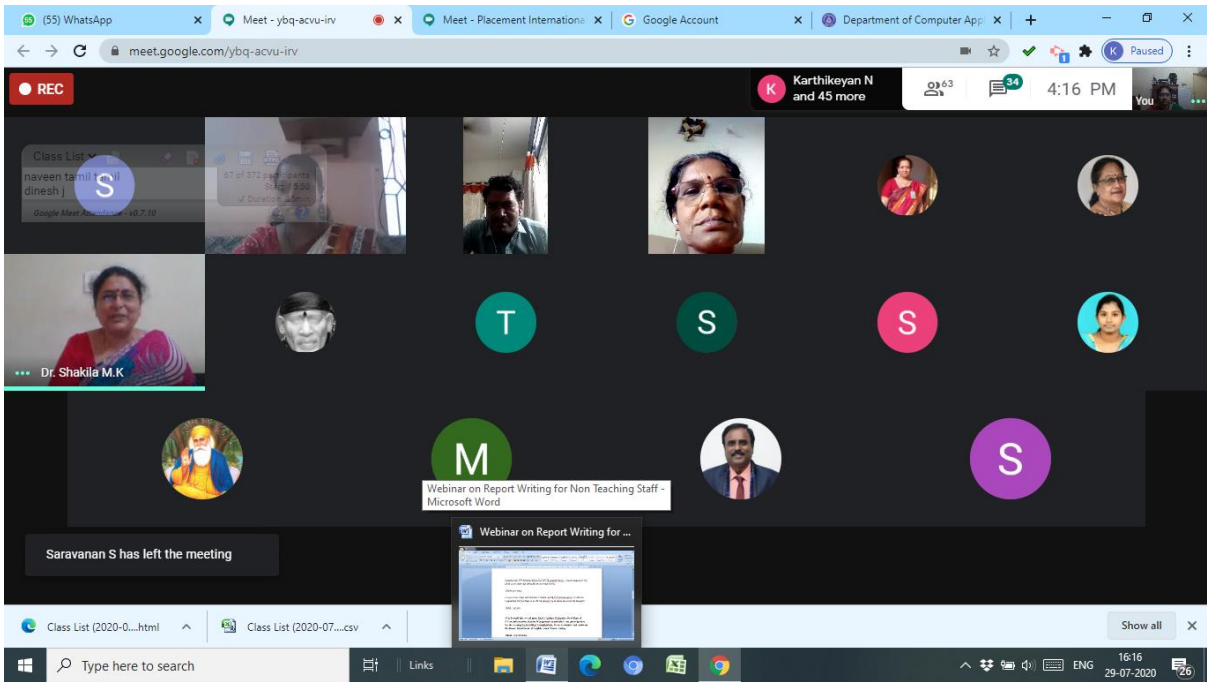 (55) WhatsApp
Meet - ybq-acvu-irv
Meet - Placement Internationa
Google Account
Department of Computer App
meet.google.com/ybq-acvu-irv
K
Paused
REC
K
Karthikeyan N
and 45 more
63
34
4:16 PM
You
Class List
naveen tamil tamil
dinesh j
S
67 of 372 participants
Google Meet Attendance - v0.7.10
Dr. Shakila M.K
T
S
S
M
S
Webinar on Report Writing for Non Teaching Staff -
Microsoft Word
Webinar on Report Writing for ...
Saravanan S has left the meeting
Class List (2020-0....html
Class List (2020-07....csv
Show all
Type here to search
Links
ENG
16:16
29-07-2020
26